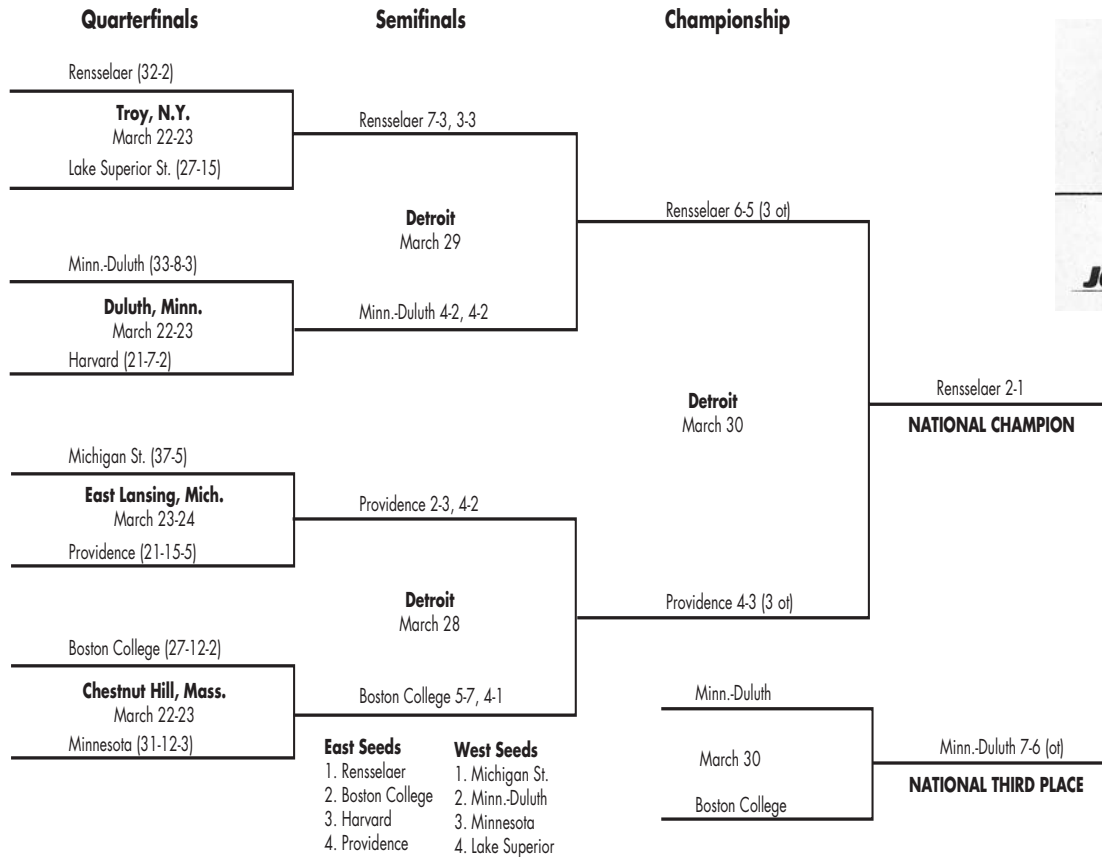 Quarterfinals
Semifinals
Championship
Rensselaer (32-2)
Troy, N.Y.
March 22-23
Lake Superior St. (27-15)
Minn.-Duluth (33-8-3)
Duluth, Minn.
March 22-23
Harvard (21-7-2)
Michigan St. (37-5)
East Lansing, Mich.
March 23-24
Providence (21-15-5)
Boston College (27-12-2)
Chestnut Hill, Mass.
March 22-23
Minnesota (31-12-3)
Rensselaer 7-3, 3-3
Detroit
March 29
Minn.-Duluth 4-2, 4-2
Providence 2-3, 4-2
Detroit
March 28
Boston College 5-7, 4-1
East Seeds
1. Rensselaer
2. Boston College
3. Harvard
4. Providence
West Seeds
1. Michigan St.
2. Minn.-Duluth
3. Minnesota
4. Lake Superior
Rensselaer 6-5 (3 ot)
Detroit
March 30
Providence 4-3 (3 ot)
Rensselaer 2-1
NATIONAL CHAMPION
Minn.-Duluth
March 30
Boston College
Minn.-Duluth 7-6 (ot)
NATIONAL THIRD PLACE